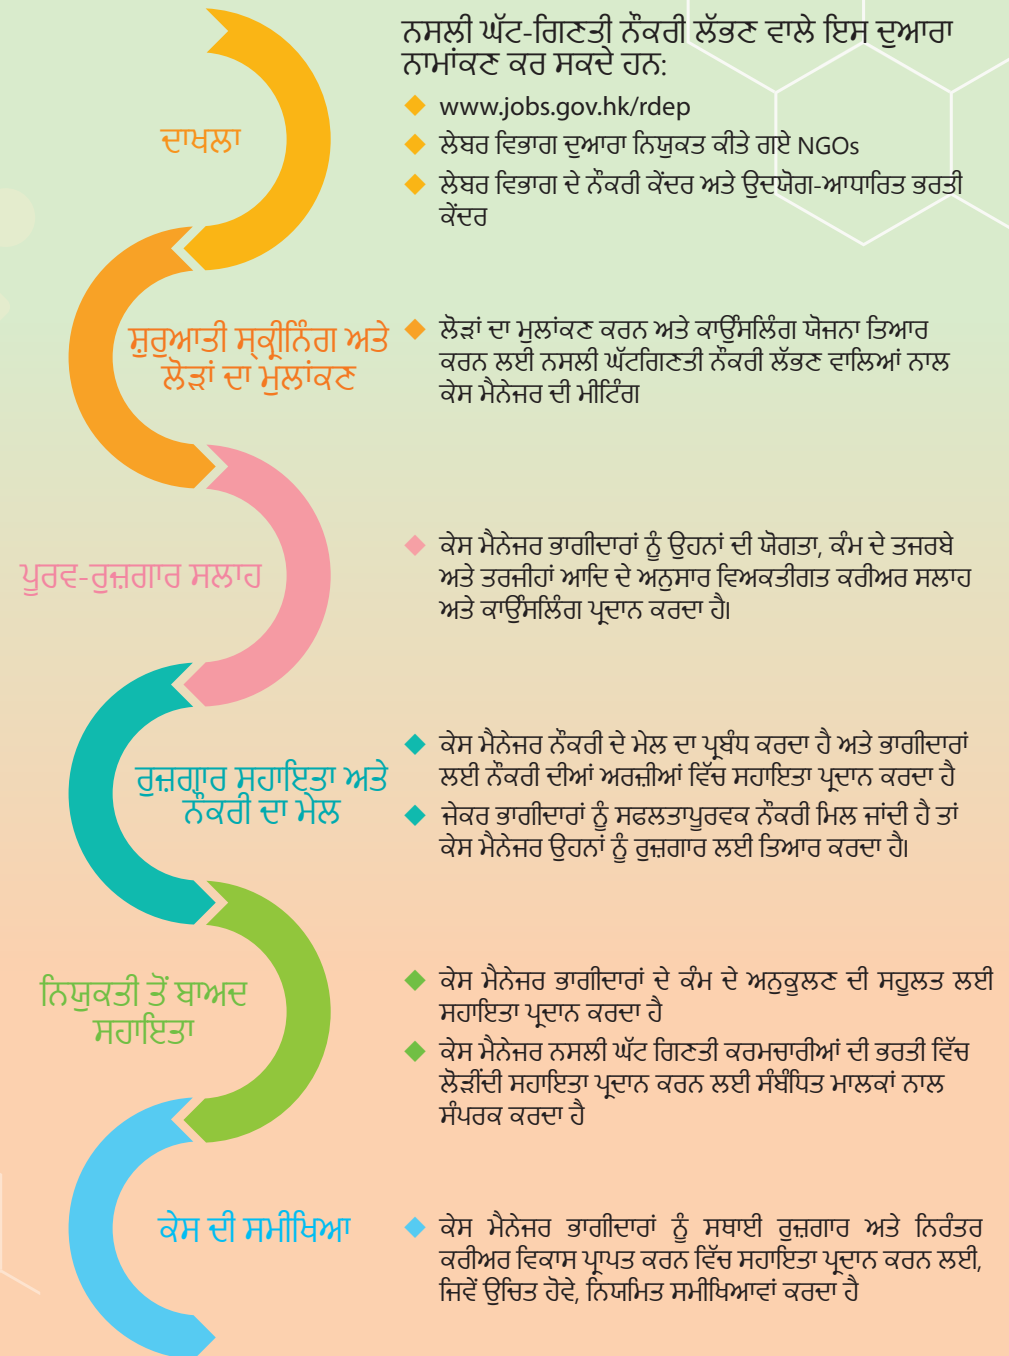 ਦਾਖਲਾ
ਨਸਲੀ ਘੱਟ-ਗਿਣਤੀ ਨੌਕਰੀ ਲੱਭਣ ਵਾਲੇ ਇਸ ਦੁਆਰਾ
ਨਾਮਾਂਕਣ ਕਰ ਸਕਦੇ ਹਨ:
www.jobs.gov.hk/rdep
ਲੇਬਰ ਵਿਭਾਗ ਦੁਆਰਾ ਨਿਯੁਕਤ ਕੀਤੇ ਗਏ NGOs
ਲੇਬਰ ਵਿਭਾਗ ਦੇ ਨੌਕਰੀ ਕੇਂਦਰ ਅਤੇ ਉਦਯੋਗ-ਆਧਾਰਿਤ ਭਰਤੀ
ਕੇਂਦਰ
ਸ਼ੁਰੁਆਤੀ ਸਕ੍ਰੀਨਿੰਗ ਅਤੇ
ਲੋੜਾਂ ਦਾ ਮੁਲਾਂਕਣ
ਲੋੜਾਂ ਦਾ ਮੁਲਾਂਕਣ ਕਰਨ ਅਤੇ ਕਾਉਂਸਲਿੰਗ ਯੋਜਨਾ ਤਿਆਰ
ਕਰਨ ਲਈ ਨਸਲੀ ਘੱਟਗਿਣਤੀ ਨੌਕਰੀ ਲੱਭਣ ਵਾਲਿਆਂ ਨਾਲ
ਕੇਸ ਮੈਨੇਜਰ ਦੀ ਮੀਟਿੰਗ
ਪੂਰਵ-ਰੁਜ਼ਗਾਰ ਸਲਾਹ
ਕੇਸ ਮੈਨੇਜਰ ਭਾਗੀਦਾਰਾਂ ਨੂੰ ਉਹਨਾਂ ਦੀ ਯੋਗਤਾ, ਕੰਮ ਦੇ ਤਜਰਬੇ
ਅਤੇ ਤਰਜੀਹਾਂ ਆਦਿ ਦੇ ਅਨੁਸਾਰ ਵਿਅਕਤੀਗਤ ਕਰੀਅਰ ਸਲਾਹ
ਅਤੇ ਕਾਉਂਸਲਿੰਗ ਪ੍ਰਦਾਨ ਕਰਦਾ ਹੈ।
ਰੁਜ਼ਗਾਰ ਸਹਾਇਤਾ ਅਤੇ
ਨੌਕਰੀ ਦਾ ਮੇਲ
ਕੇਸ ਮੈਨੇਜਰ ਨੌਕਰੀ ਦੇ ਮੇਲ ਦਾ ਪ੍ਰਬੰਧ ਕਰਦਾ ਹੈ ਅਤੇ ਭਾਗੀਦਾਰਾਂ
ਲਈ ਨੌਕਰੀ ਦੀਆਂ ਅਰਜ਼ੀਆਂ ਵਿੱਚ ਸਹਾਇਤਾ ਪ੍ਰਦਾਨ ਕਰਦਾ ਹੈ
ਜੇਕਰ ਭਾਗੀਦਾਰਾਂ ਨੂੰ ਸਫਲਤਾਪੂਰਵਕ ਨੌਕਰੀ ਮਿਲ ਜਾਂਦੀ ਹੈ ਤਾਂ
ਕੇਸ ਮੈਨੇਜਰ ਉਹਨਾਂ ਨੂੰ ਰੁਜ਼ਗਾਰ ਲਈ ਤਿਆਰ ਕਰਦਾ ਹੈ।
ਨਿਯੁਕਤੀ ਤੋਂ ਬਾਅਦ
ਸਹਾਇਤਾ
ਕੇਸ ਮੈਨੇਜਰ ਭਾਗੀਦਾਰਾਂ ਦੇ ਕੰਮ ਦੇ ਅਨੁਕੂਲਣ ਦੀ ਸਹੂਲਤ ਲਈ
ਸਹਾਇਤਾ ਪ੍ਰਦਾਨ ਕਰਦਾ ਹੈ
ਕੇਸ ਮੈਨੇਜਰ ਨਸਲੀ ਘੱਟ ਗਿਣਤੀ ਕਰਮਚਾਰੀਆਂ ਦੀ ਭਰਤੀ ਵਿੱਚ
ਲੋੜੀਂਦੀ ਸਹਾਇਤਾ ਪ੍ਰਦਾਨ ਕਰਨ ਲਈ ਸੰਬੰਧਿਤ ਮਾਲਕਾਂ ਨਾਲ
ਸੰਪਰਕ ਕਰਦਾ ਹੈ
ਕੇਸ ਦੀ ਸਮੀਖਿਆ
ਕੇਸ ਮੈਨੇਜਰ ਭਾਗੀਦਾਰਾਂ ਨੂੰ ਸਥਾਈ ਰੁਜ਼ਗਾਰ ਅਤੇ ਨਿਰੰਤਰ
ਕਰੀਅਰ ਵਿਕਾਸ ਪ੍ਰਾਪਤ ਕਰਨ ਵਿੱਚ ਸਹਾਇਤਾ ਪ੍ਰਦਾਨ ਕਰਨ ਲਈ,
ਜਿਵੇਂ ਉਚਿਤ ਹੋਵੇ, ਨਿਯਮਿਤ ਸਮੀਖਿਆਵਾਂ ਕਰਦਾ ਹੈ